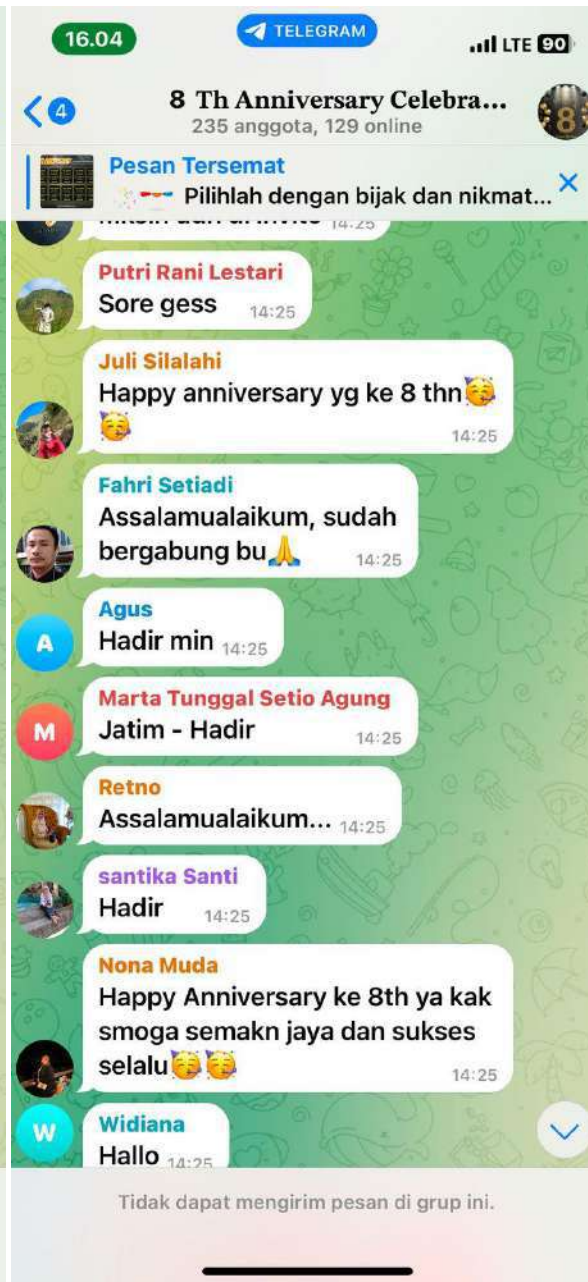 16.04
TELEGRAM
LTE 90
4
8 Th Anniversary Celebra...
235 anggota, 129 online
8
Pesan Tersemat
Pilihlah dengan bijak dan nikmat...
14:25
Putri Rani Lestari
Sore gess 14:25
Juli Silalahi
Happy anniversary yg ke 8 thn🥳
🥳 14:25
Fahri Setiadi
Assalamualaikum, sudah
bergabung bu🙏 14:25
Agus
A
Hadir min 14:25
Marta Tunggal Setio Agung
M
Jatim - Hadir 14:25
Retno
Assalamualaikum... 14:25
santika Santi
Hadir 14:25
Nona Muda
Happy Anniversary ke 8th ya kak
smoga semakn jaya dan sukses
selalu🥳🥳 14:25
W
Widiana
Hallo 14:25
Tidak dapat mengirim pesan di grup ini.